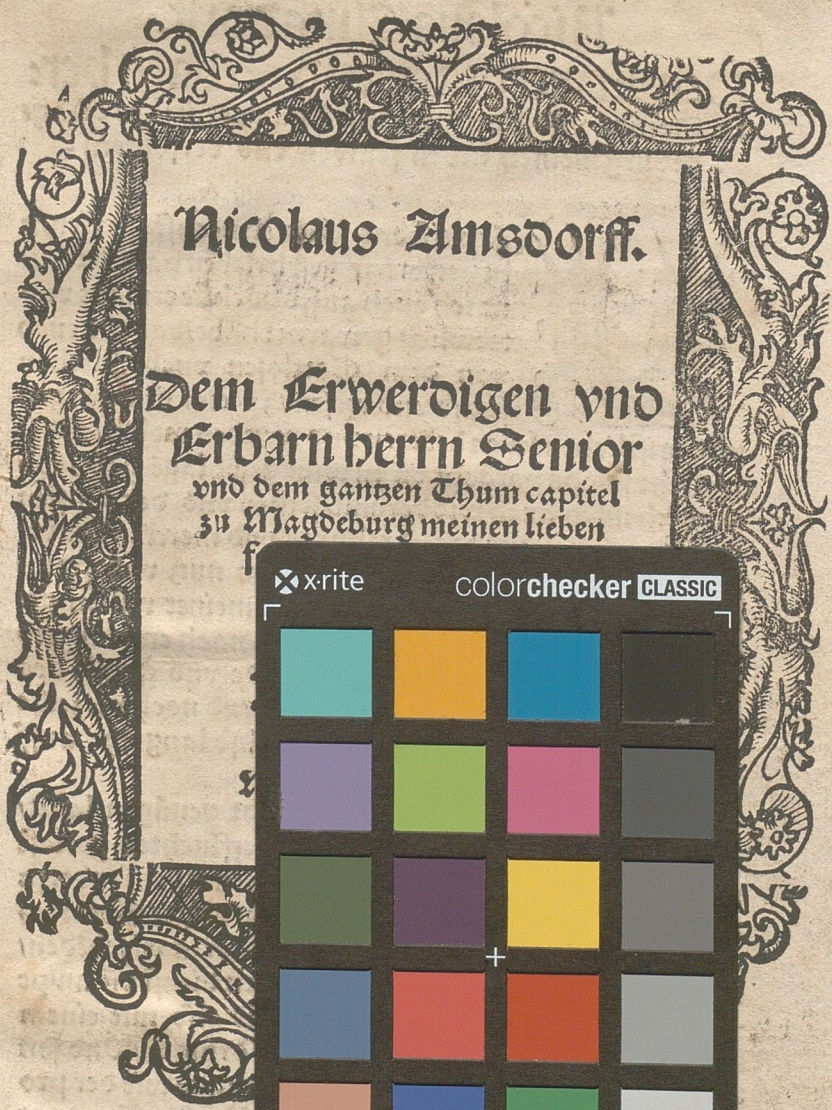 Nicolaus Amsdorff.
Dem Erwerdigen vnd
Erbarn herrn Senior
vnd dem gantzen Thum capitel
zu Magdeburg meinen lieben
x·rite colorchecker CLASSIC